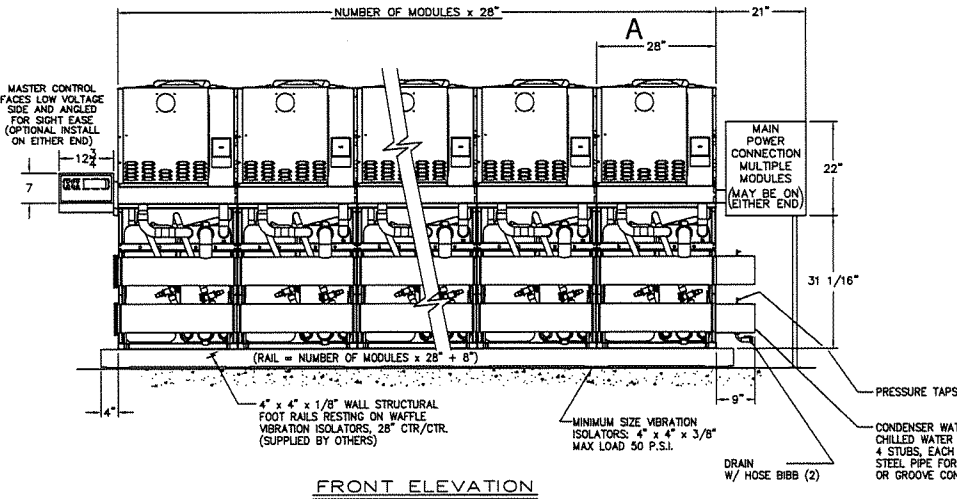 NUMBER OF MODULES x 28"
21"
A
28"
MASTER CONTROL
FACES LOW VOLTAGE
SIDE AND ANGLED
FOR SIGHT EASE
(OPTIONAL INSTALL
ON EITHER END)
12 3/4
7
MAIN
POWER
CONNECTION
MULTIPLE
MODULES
(MAY BE ON
EITHER END)
22"
31 1/16"
(RAIL = NUMBER OF MODULES x 28" + 8")
4"
4" x 4" x 1/8" WALL STRUCTURAL
FOOT RAILS RESTING ON WAFFLE
VIBRATION ISOLATORS, 28" CTR/CTR.
(SUPPLIED BY OTHERS)
MINIMUM SIZE VIBRATION
ISOLATORS: 4" x 4" x 3/8"
MAX LOAD 50 P.S.I.
9"
PRESSURE TAPS
DRAIN
W/ HOSE BIBB (2)
CONDENSER WAT
CHILLED WATER
4 STUBS, EACH
STEEL PIPE FOR
OR GROOVE CON
FRONT ELEVATION